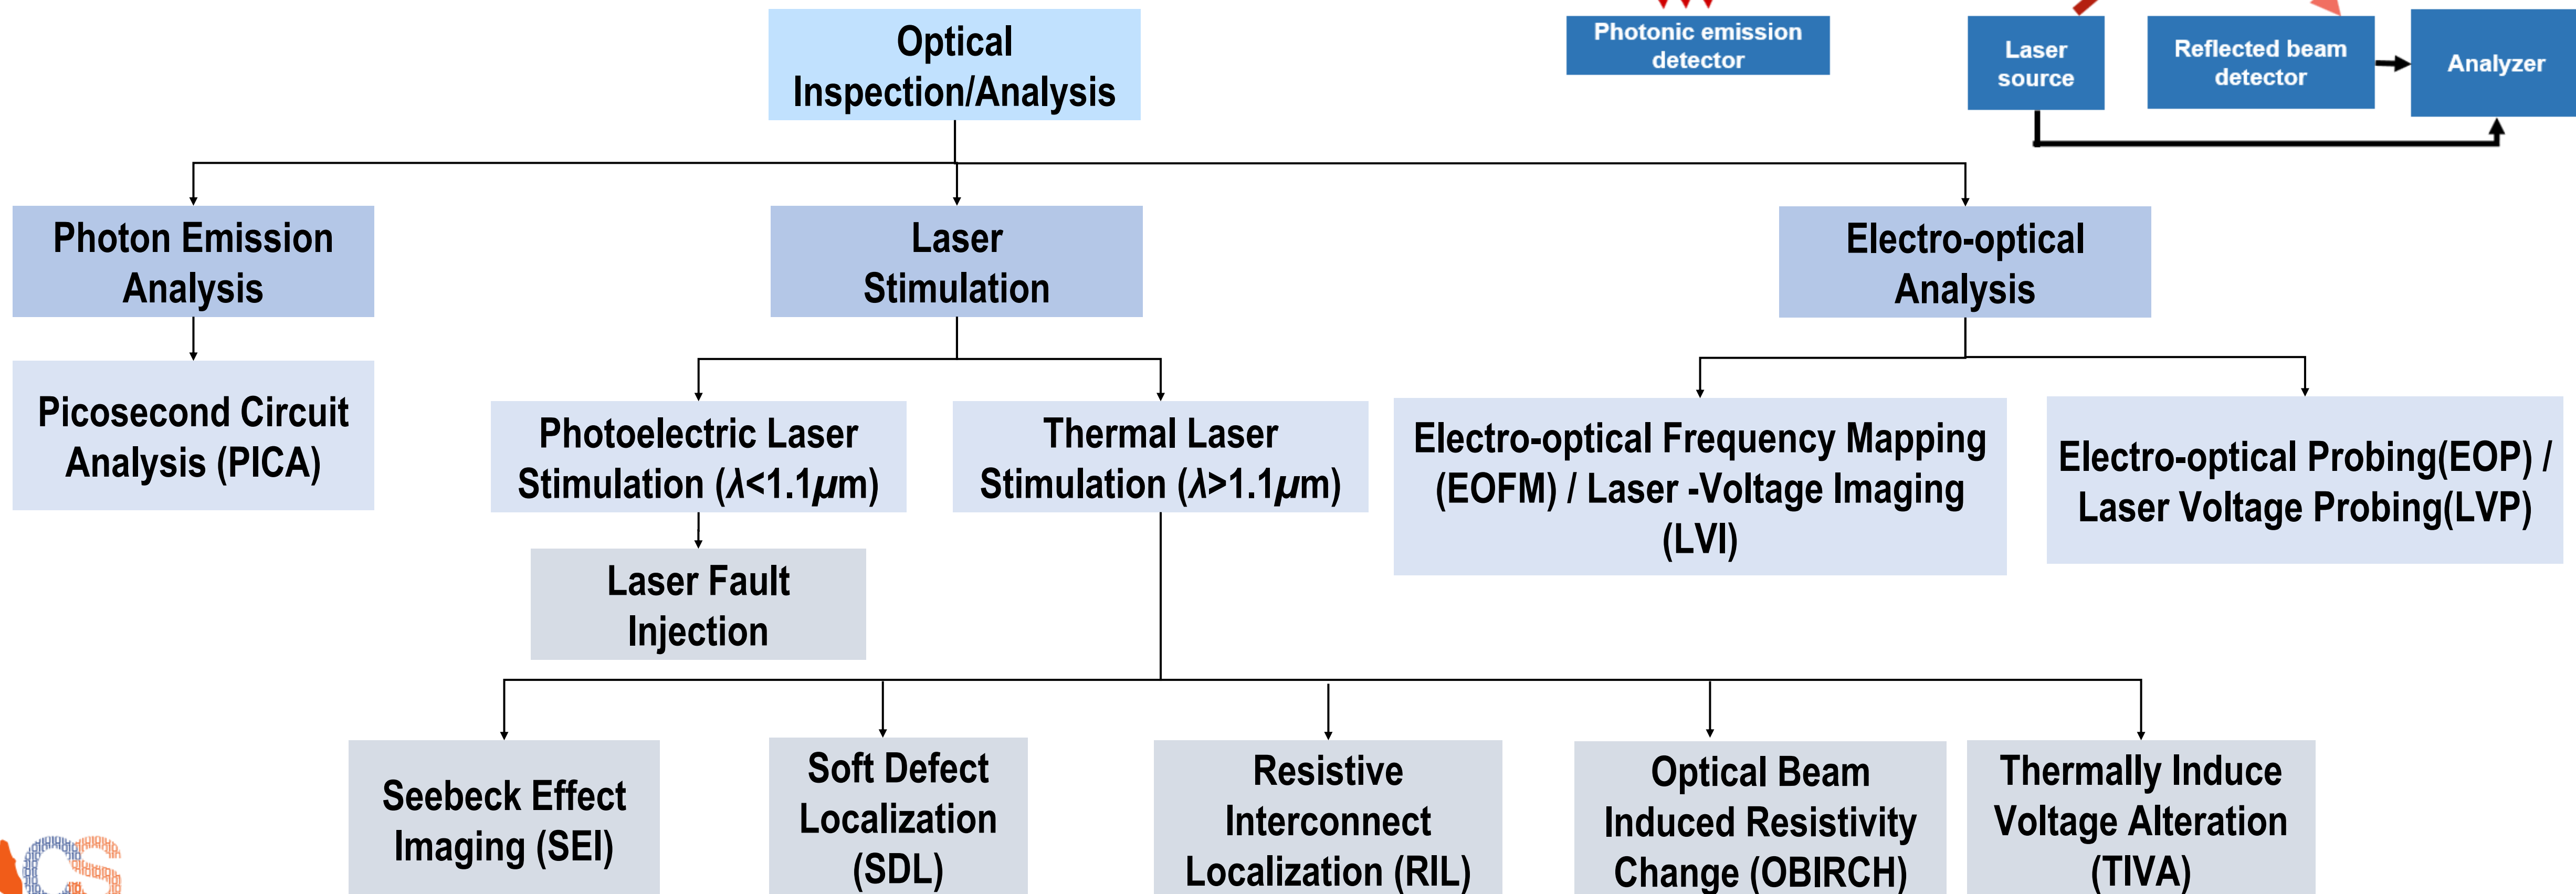 Optical
Inspection/Analysis
Photonic emission
detector
Laser
source
Reflected beam
detector
Analyzer
Photon Emission
Analysis
Laser
Stimulation
Electro-optical
Analysis
Picosecond Circuit
Analysis (PICA)
Photoelectric Laser
Stimulation (λ<1.1μm)
Thermal Laser
Stimulation (λ>1.1μm)
Electro-optical Frequency Mapping
(EOFM) / Laser -Voltage Imaging
(LVI)
Electro-optical Probing(EOP) /
Laser Voltage Probing(LVP)
Laser Fault
Injection
Seebeck Effect
Imaging (SEI)
Soft Defect
Localization
(SDL)
Resistive
Interconnect
Localization (RIL)
Optical Beam
Induced Resistivity
Change (OBIRCH)
Thermally Induce
Voltage Alteration
(TIVA)
CS